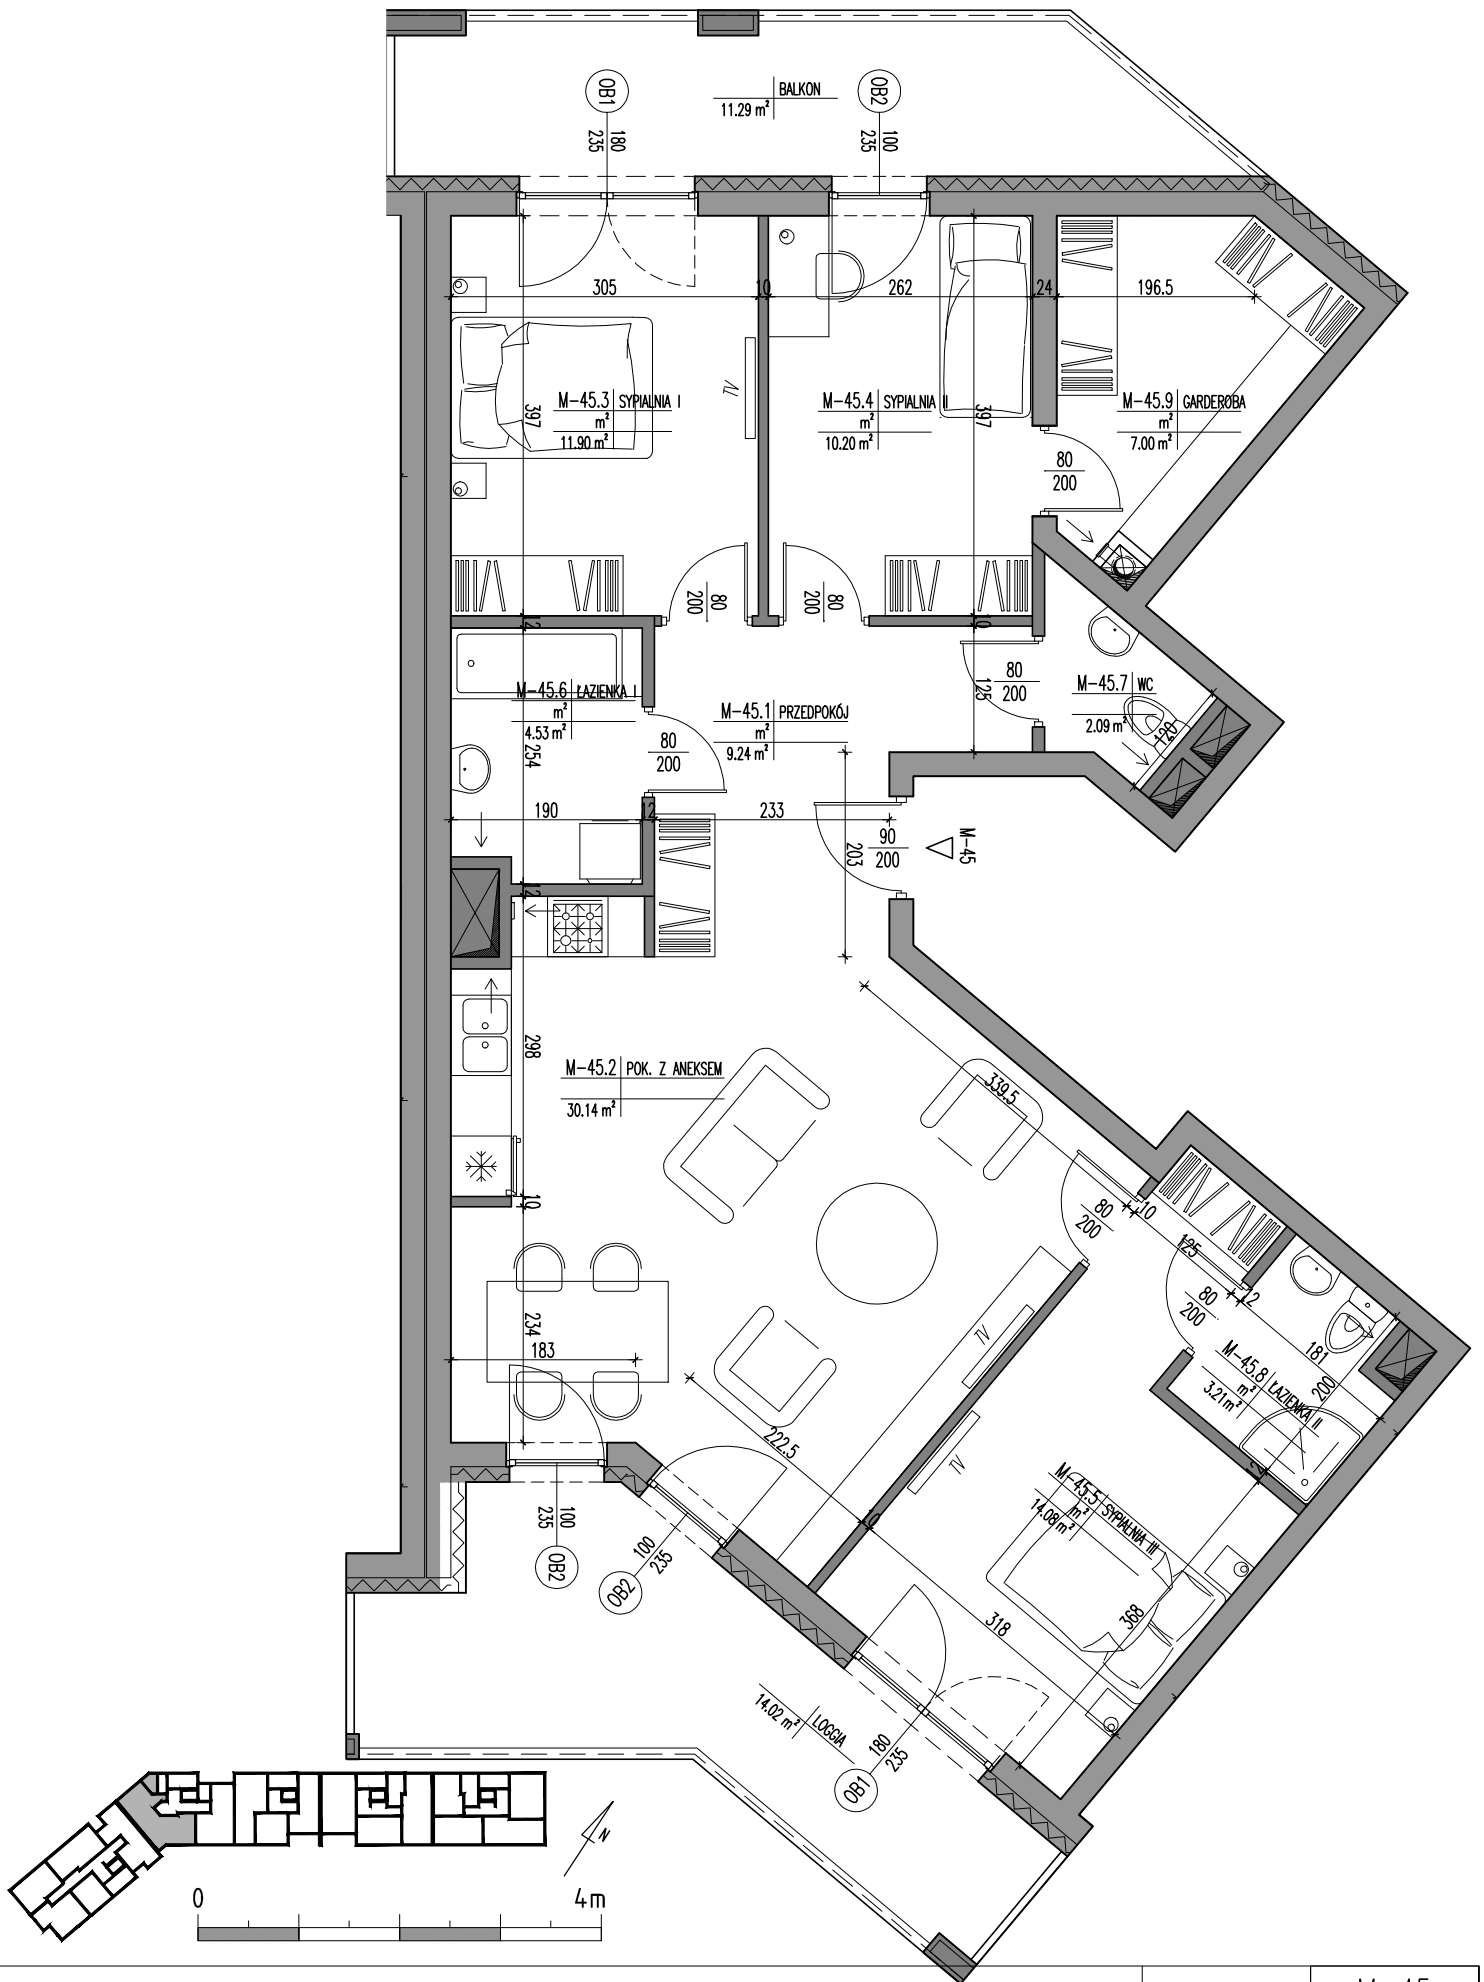 OB1
180
235
BALKON
11.29 m²
OB2
100
235
305
10
262
24
196.5
TV
M-45.3 SYPIALNIA I
m²
11.90 m²
397
M-45.4 SYPIALNIA II
m²
10.20 m²
397
M-45.9 GARDEROBA
m²
7.00 m²
80
200
80
200
80
200
12
10
M-45.6 ŁAZIENKA I
m²
4.53 m²
254
M-45.1 PRZEDPOKÓJ
m²
9.24 m²
125
80
200
M-45.7 WC
2.09 m²
120
80
200
190
12
233
203
90
200
M-45
12
298
M-45.2 POK. Z ANEKSEM
30.14 m²
339.5
10
80
200
10
125
80
200
12
181
200
M-45.8 ŁAZIENKA II
m²
3.21 m²
234
183
TV
222.5
TV
12
M-45.5 SYPIALNIA III
m²
14.08 m²
10
100
235
OB2
100
235
OB2
318
368
LOGGIA
14.02 m²
180
235
OB1
N
0
4m
M-45